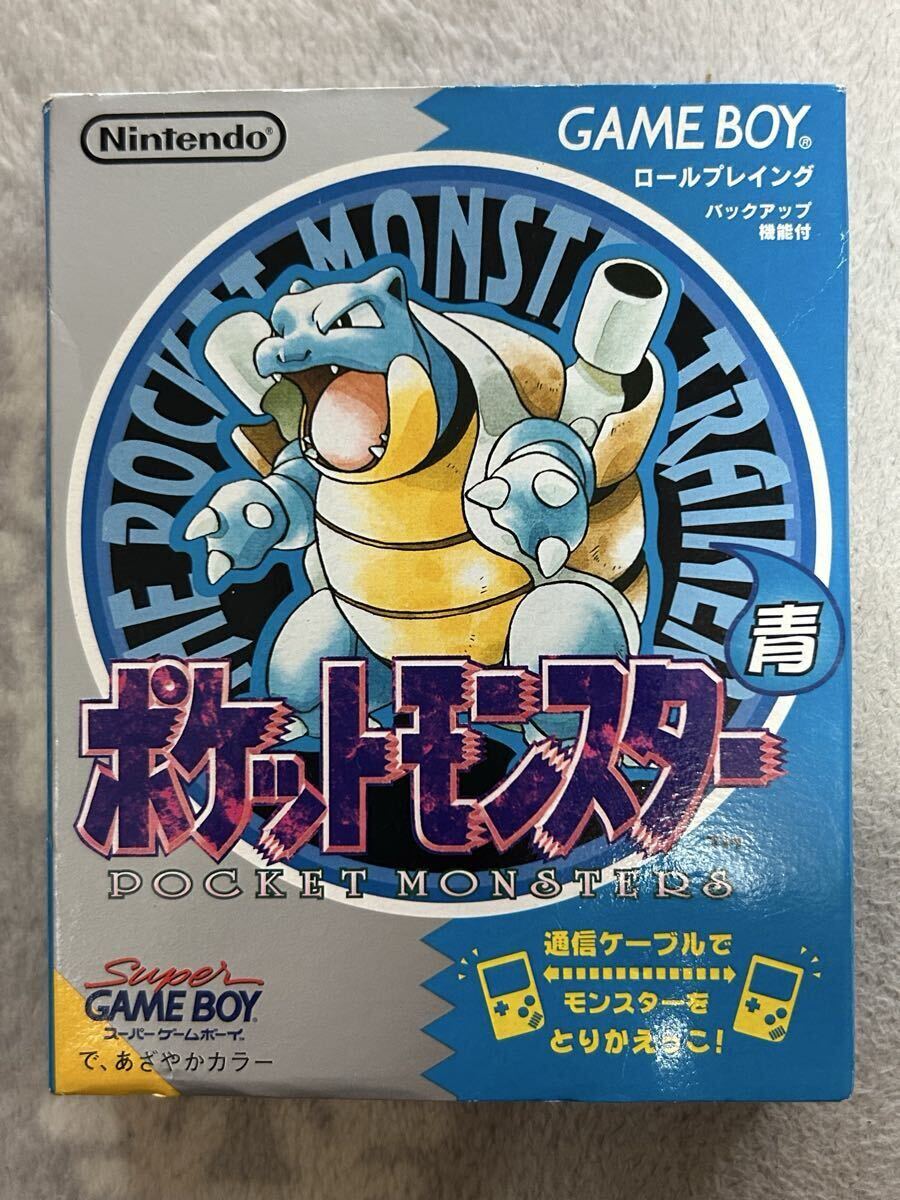 Nintendo®
GAME BOY®
ロールプレイング
バックアップ
機能付
THE POCKET MONSTER TRAINER
青
ポケットモンスター
POCKET MONSTERS
通信ケーブルで
モンスターを
とりかえっこ!
Super
GAME BOY
スーパーゲームボーイ
で、あざやかカラー